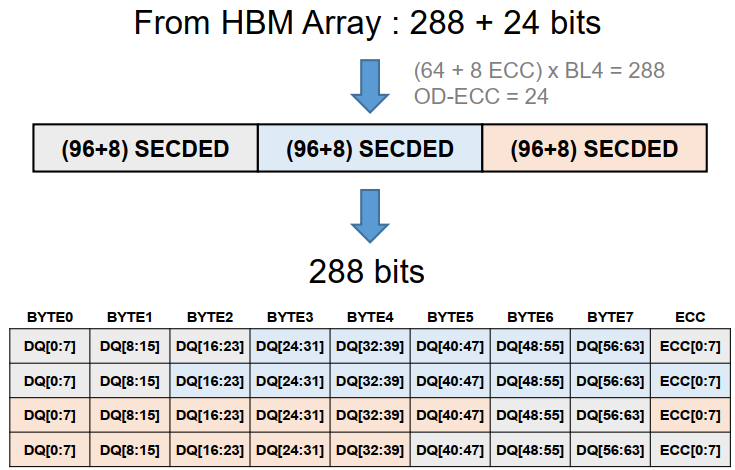 From HBM Array : 288 + 24 bits
(64 + 8 ECC) x BL4 = 288
OD-ECC = 24
(96+8) SECDED (96+8) SECDED (96+8) SECDED
288 bits
BYTE0 BYTE1 BYTE2 BYTE3 BYTE4 BYTE5 BYTE6 BYTE7 ECC
DQ[0:7] DQ[8:15] DQ[16:23] DQ[24:31] DQ[32:39] DQ[40:47] DQ[48:55] DQ[56:63] ECC[0:7]
DQ[0:7] DQ[8:15] DQ[16:23] DQ[24:31] DQ[32:39] DQ[40:47] DQ[48:55] DQ[56:63] ECC[0:7]
DQ[0:7] DQ[8:15] DQ[16:23] DQ[24:31] DQ[32:39] DQ[40:47] DQ[48:55] DQ[56:63] ECC[0:7]
DQ[0:7] DQ[8:15] DQ[16:23] DQ[24:31] DQ[32:39] DQ[40:47] DQ[48:55] DQ[56:63] ECC[0:7]